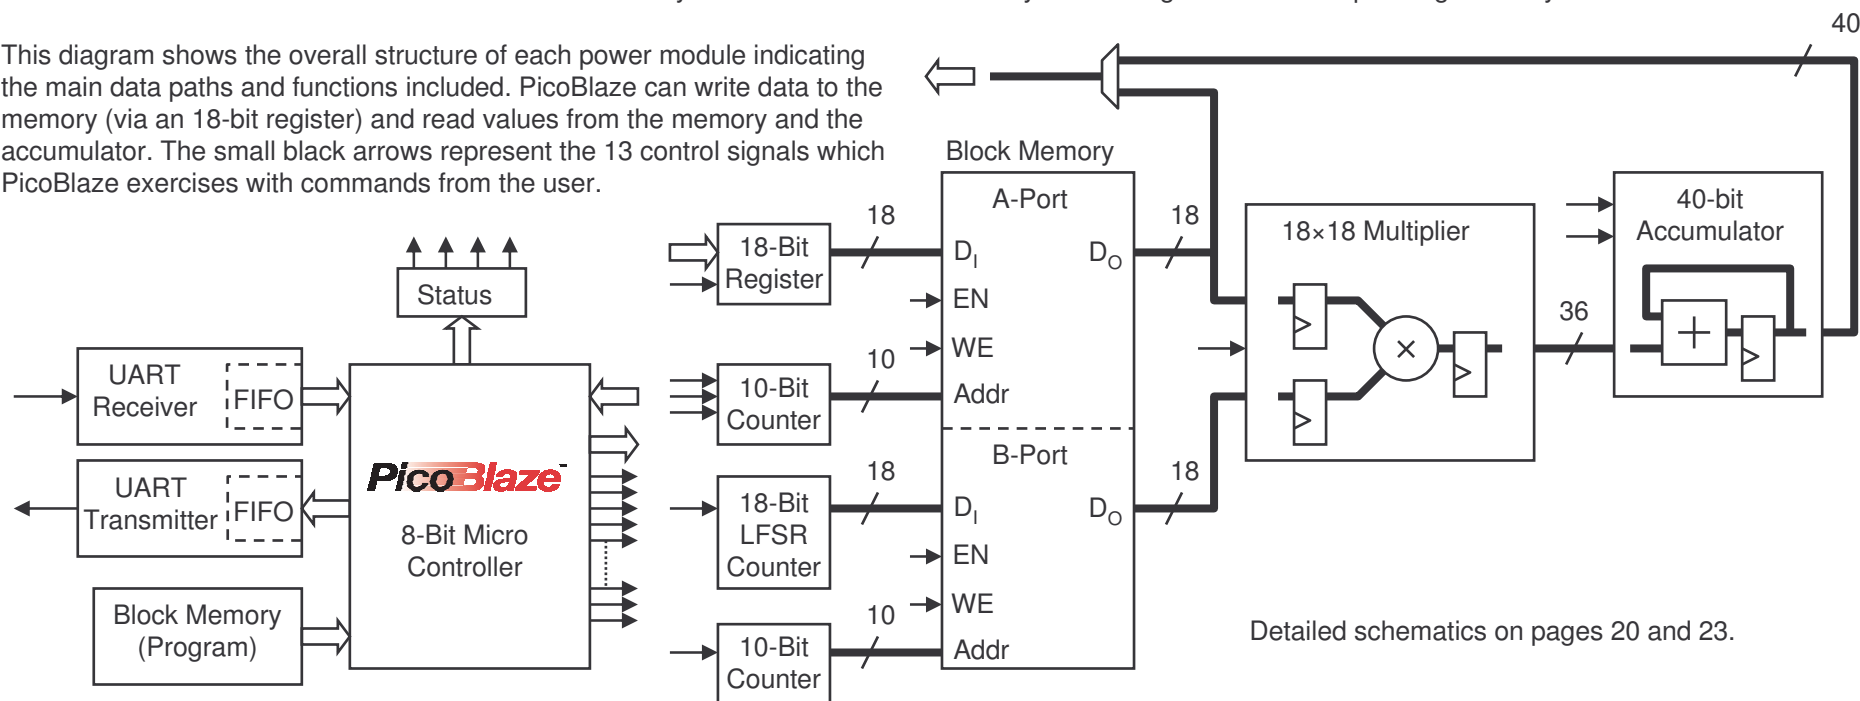 40
This diagram shows the overall structure of each power module indicating
the main data paths and functions included. PicoBlaze can write data to the
memory (via an 18-bit register) and read values from the memory and the
accumulator. The small black arrows represent the 13 control signals which
PicoBlaze exercises with commands from the user.
Status
UART
Receiver
FIFO
UART
Transmitter
FIFO
Block Memory
(Program)
PicoBlaze™
8-Bit Micro
Controller
18-Bit
Register
18
10-Bit
Counter
10
18-Bit
LFSR
Counter
18
10-Bit
Counter
10
Block Memory
A-Port
DI
DO
EN
WE
Addr
18
B-Port
DI
DO
EN
WE
Addr
18
18×18 Multiplier
×
36
40-bit
Accumulator
+
Detailed schematics on pages 20 and 23.